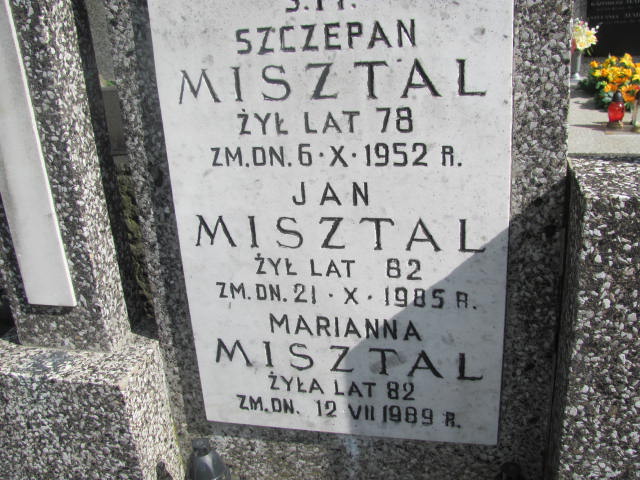 Ś.†P.
SZCZEPAN
MISZTAL
ŻYŁ LAT 78
ZM.DN. 6·X·1952 R.
JAN
MISZTAL
ŻYŁ LAT 82
ZM.DN. 21·X·1985 R.
MARIANNA
MISZTAL
ŻYŁA LAT 82
ZM.DN. 12 VII 1989 R.